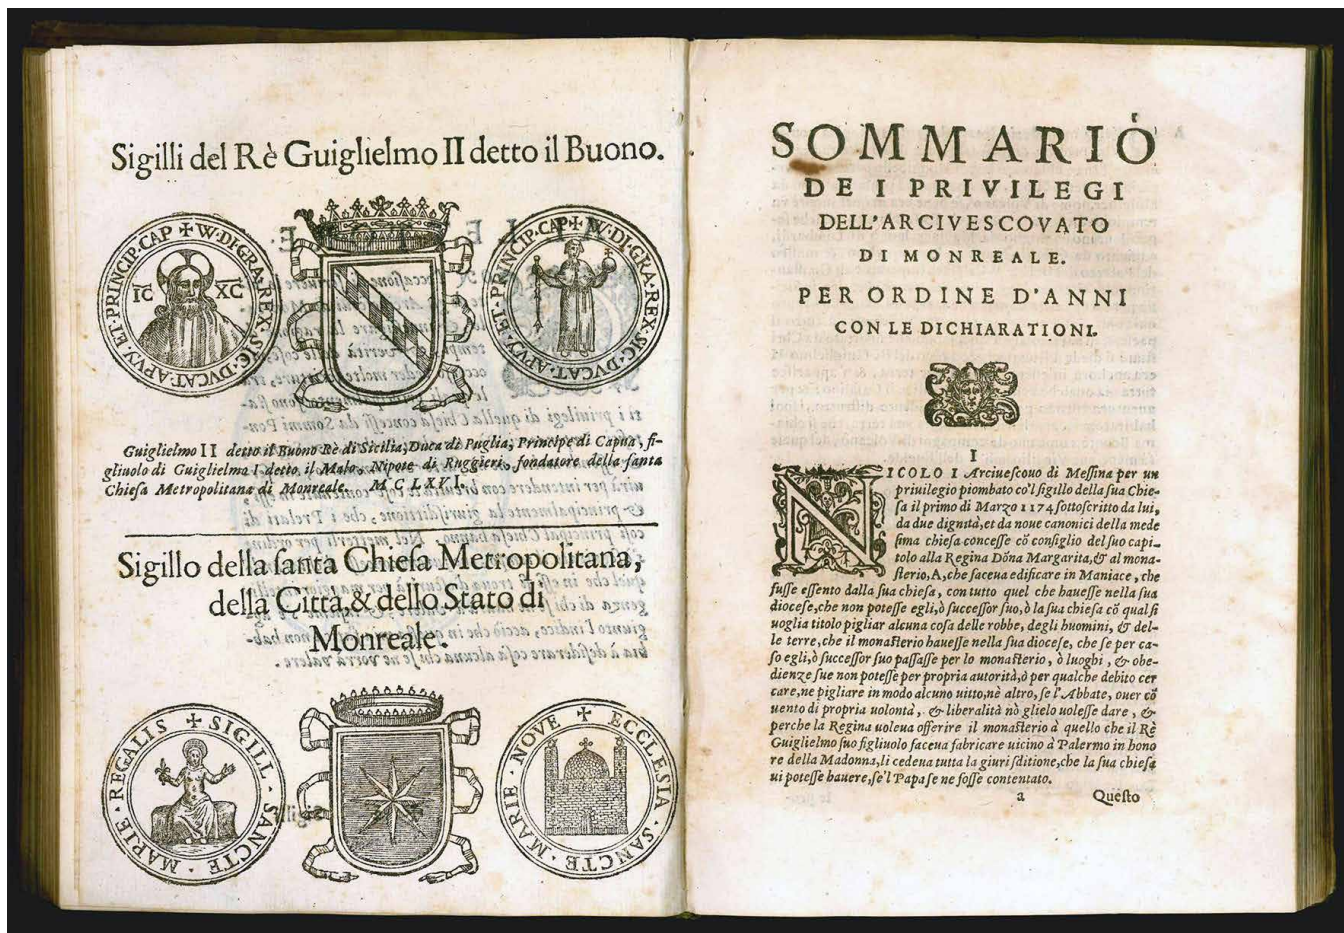 Sigilli del Rè Guiglielmo II detto il Buono.
✠ W·DI·GRA·REX·SIC·DVCAT·APVϚ·ET·PRINCIP·CAP
IC XC
✠ W·DI·GRA·REX·SIC·DVCAT·APVϚ·ET·PRINCIP·CAP
Guiglielmo II detto il Buono Rè di Sicilia, Duca di Puglia, Principe di Capua, fi-
gliuolo di Guiglielmo I detto il Malo, Nipote di Ruggieri, fondatore della ſanta
Chieſa Metropolitana di Monreale. M C LXVI.
Sigillo della ſanta Chieſa Metropolitana,
della Città, & dello Stato di
Monreale.
✠ SIGILL·SANCTE·MARIE·REGALIS
✠ ECCLESIA·SANCTE·MARIE·NOVE
SOMMARIO
DE I PRIVILEGI
DELL'ARCIVESCOVATO
DI MONREALE.
PER ORDINE D'ANNI
CON LE DICHIARATIONI.
I
NICOLO I Arciueſcouo di Meſſina per un
priuilegio piombato co'l ſigillo della ſua Chie-
ſa il primo di Marzo 1174 ſottoſcritto da lui,
da due dignità, et da noue canonici della mede
ſima chieſa conceſſe cō conſiglio del ſuo capi-
tolo alla Regina Dōna Margarita, & al mona-
ſterio, A, che faceua edificare in Maniace, che
fuſſe eſſento dalla ſua chieſa, con tutto quel che haueſſe nella ſua
dioceſe, che non poteſſe egli, ò ſucceſſor ſuo, ò la ſua chieſa cō qual ſi
uoglia titolo pigliar alcuna coſa delle robbe, degli huomini, & del-
le terre, che il monaſterio haueſſe nella ſua dioceſe, che ſe per ca-
ſo egli, ò ſucceſſor ſuo paſſaſſe per lo monaſterio, ò luoghi, & obe-
dienze ſue non poteſſe per propria autorità, ò per qualche debito cer
care, ne pigliare in modo alcuno uitto, nè altro, ſe l'Abbate, ouer cō
uento di propria uolontà, & liberalità nō glielo uoleſſe dare, &
perche la Regina uoleua offerire il monaſterio à quello che il Rè
Guiglielmo ſuo figliuolo faceua fabricare uicino à Palermo in hono
re della Madonna, li cedeua tutta la giuriſditione, che la ſua chieſa
ui poteſſe hauere, ſe'l Papa ſe ne foſſe contentato.
a Queſto